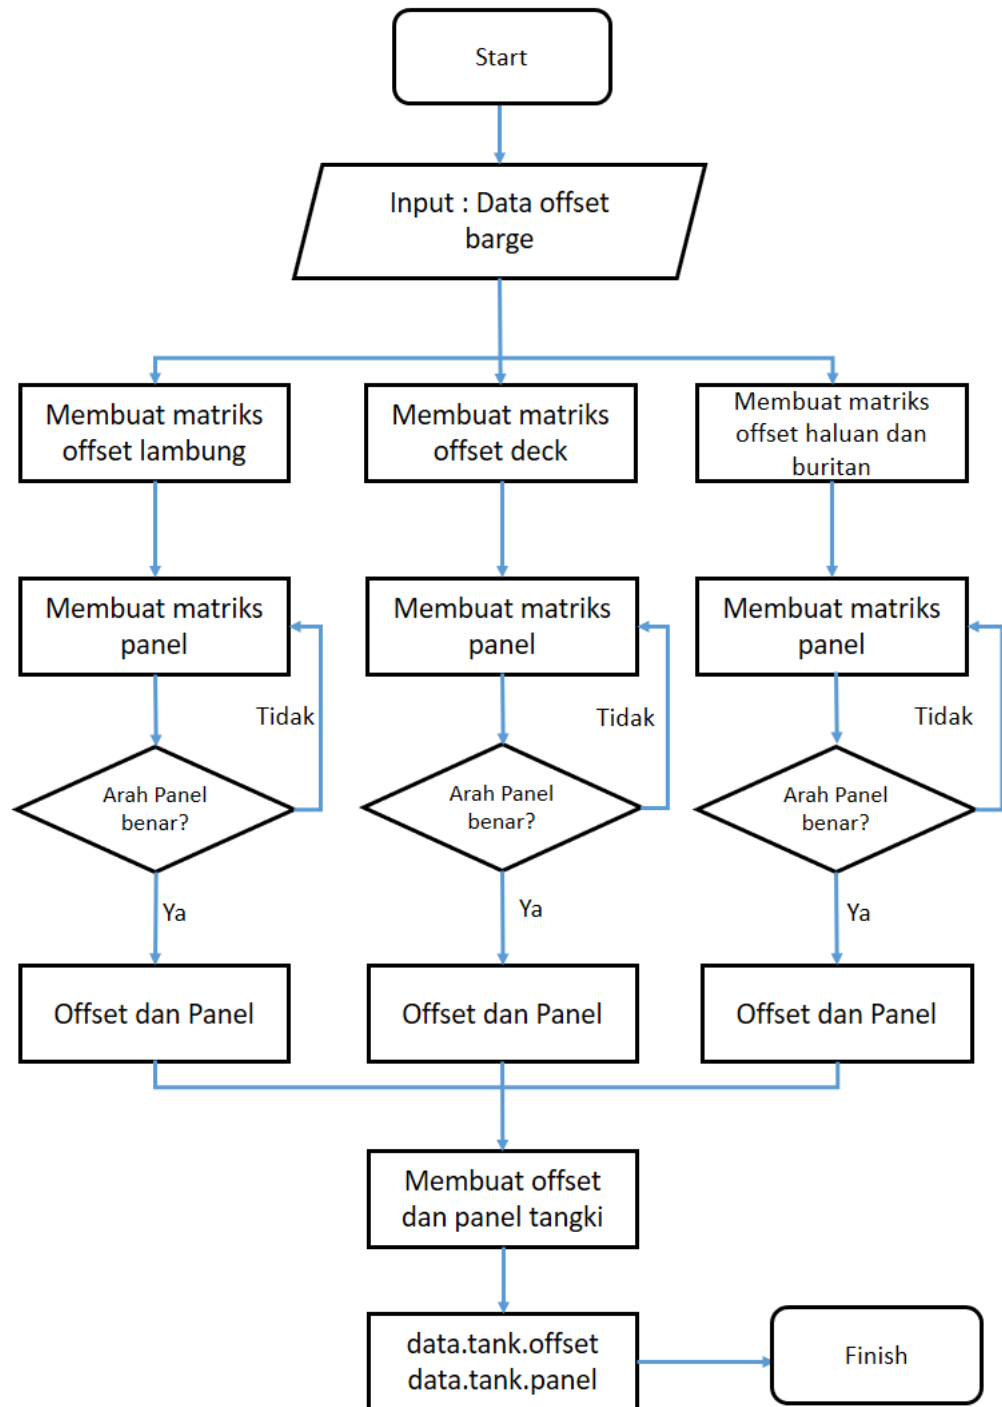 Start
Input : Data offset
barge
Membuat matriks
offset lambung
Membuat matriks
offset deck
Membuat matriks
offset haluan dan
buritan
Membuat matriks
panel
Membuat matriks
panel
Membuat matriks
panel
Tidak
Tidak
Tidak
Arah Panel
benar?
Arah Panel
benar?
Arah Panel
benar?
Ya
Ya
Ya
Offset dan Panel
Offset dan Panel
Offset dan Panel
Membuat offset
dan panel tangki
data.tank.offset
data.tank.panel
Finish